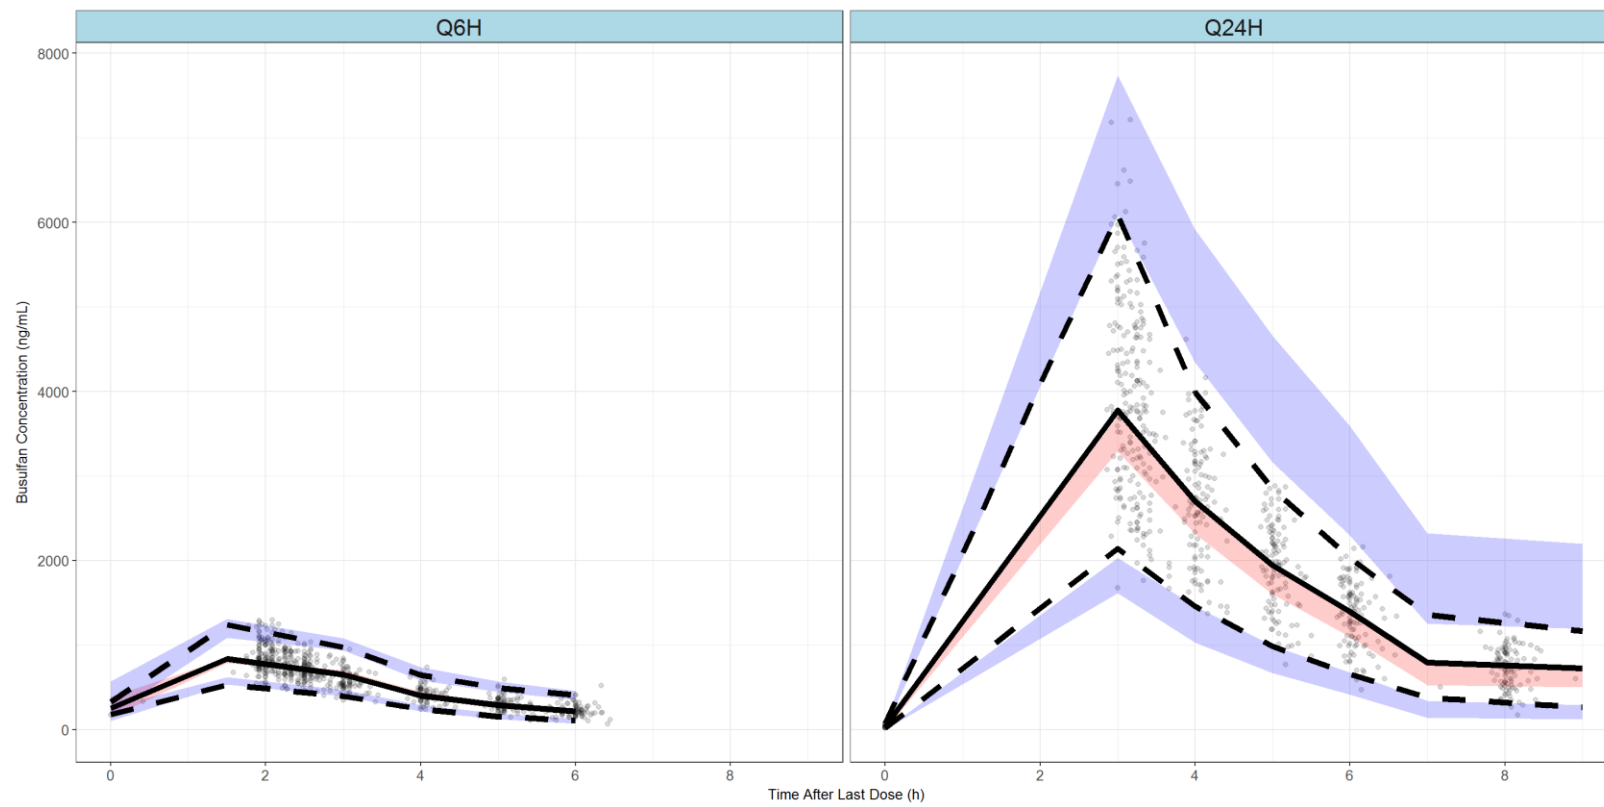 Q6H
Q24H
Busulfan Concentration (ng/mL)
8000
6000
4000
2000
0
0 2 4 6 8
0 2 4 6 8
Time After Last Dose (h)